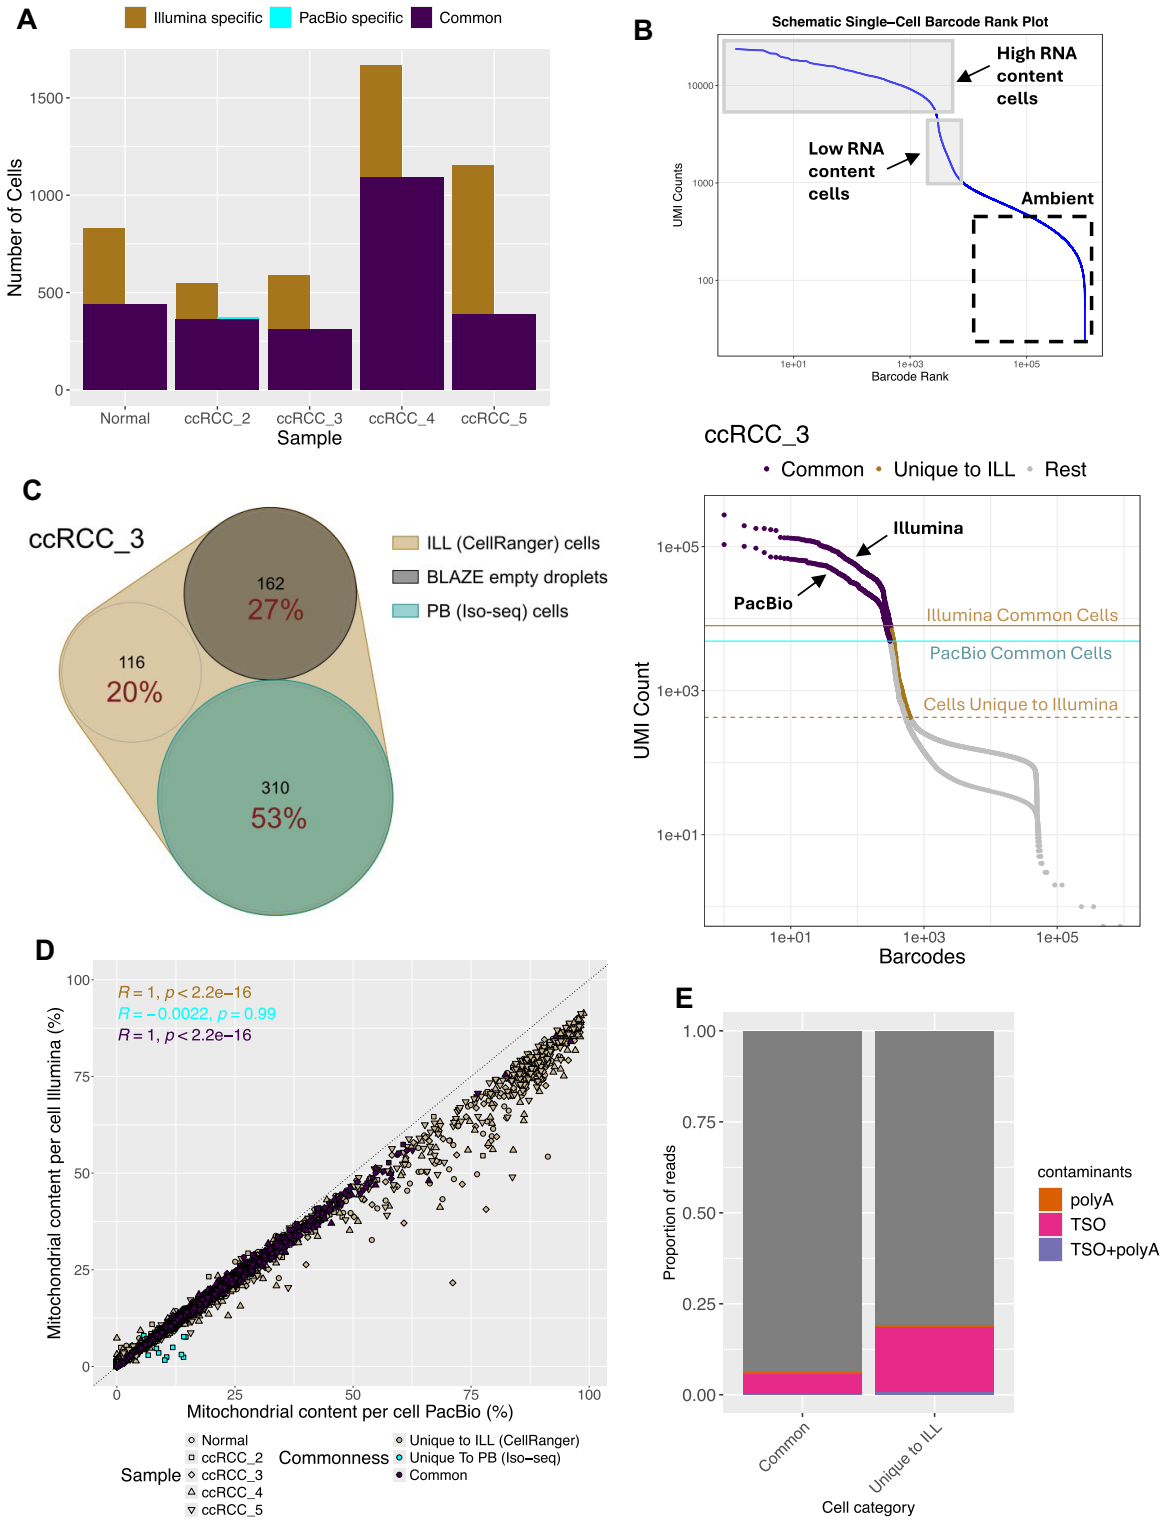 A
Illumina specific
PacBio specific
Common
Number of Cells
1500
1000
500
0
Normal
ccRCC_2
ccRCC_3
ccRCC_4
ccRCC_5
Sample
B
Schematic Single−Cell Barcode Rank Plot
High RNA
content
cells
Low RNA
content
cells
Ambient
UMI Counts
10000
1000
100
1e+01
1e+03
1e+05
Barcode Rank
ccRCC_3
Common
Unique to ILL
Rest
Illumina
PacBio
Illumina Common Cells
PacBio Common Cells
Cells Unique to Illumina
UMI Count
1e+05
1e+03
1e+01
1e+01
1e+03
1e+05
Barcodes
C
ccRCC_3
162
27%
116
20%
310
53%
ILL (CellRanger) cells
BLAZE empty droplets
PB (Iso-seq) cells
D
R = 1, p < 2.2e−16
R = −0.0022, p = 0.99
R = 1, p < 2.2e−16
Mitochondrial content per cell Illumina (%)
100
75
50
25
0
0
25
50
75
100
Mitochondrial content per cell PacBio (%)
Sample
Normal
ccRCC_2
ccRCC_3
ccRCC_4
ccRCC_5
Commonness
Unique to ILL (CellRanger)
Unique To PB (Iso−seq)
Common
E
Proportion of reads
1.00
0.75
0.50
0.25
0.00
Common
Unique to ILL
Cell category
contaminants
polyA
TSO
TSO+polyA